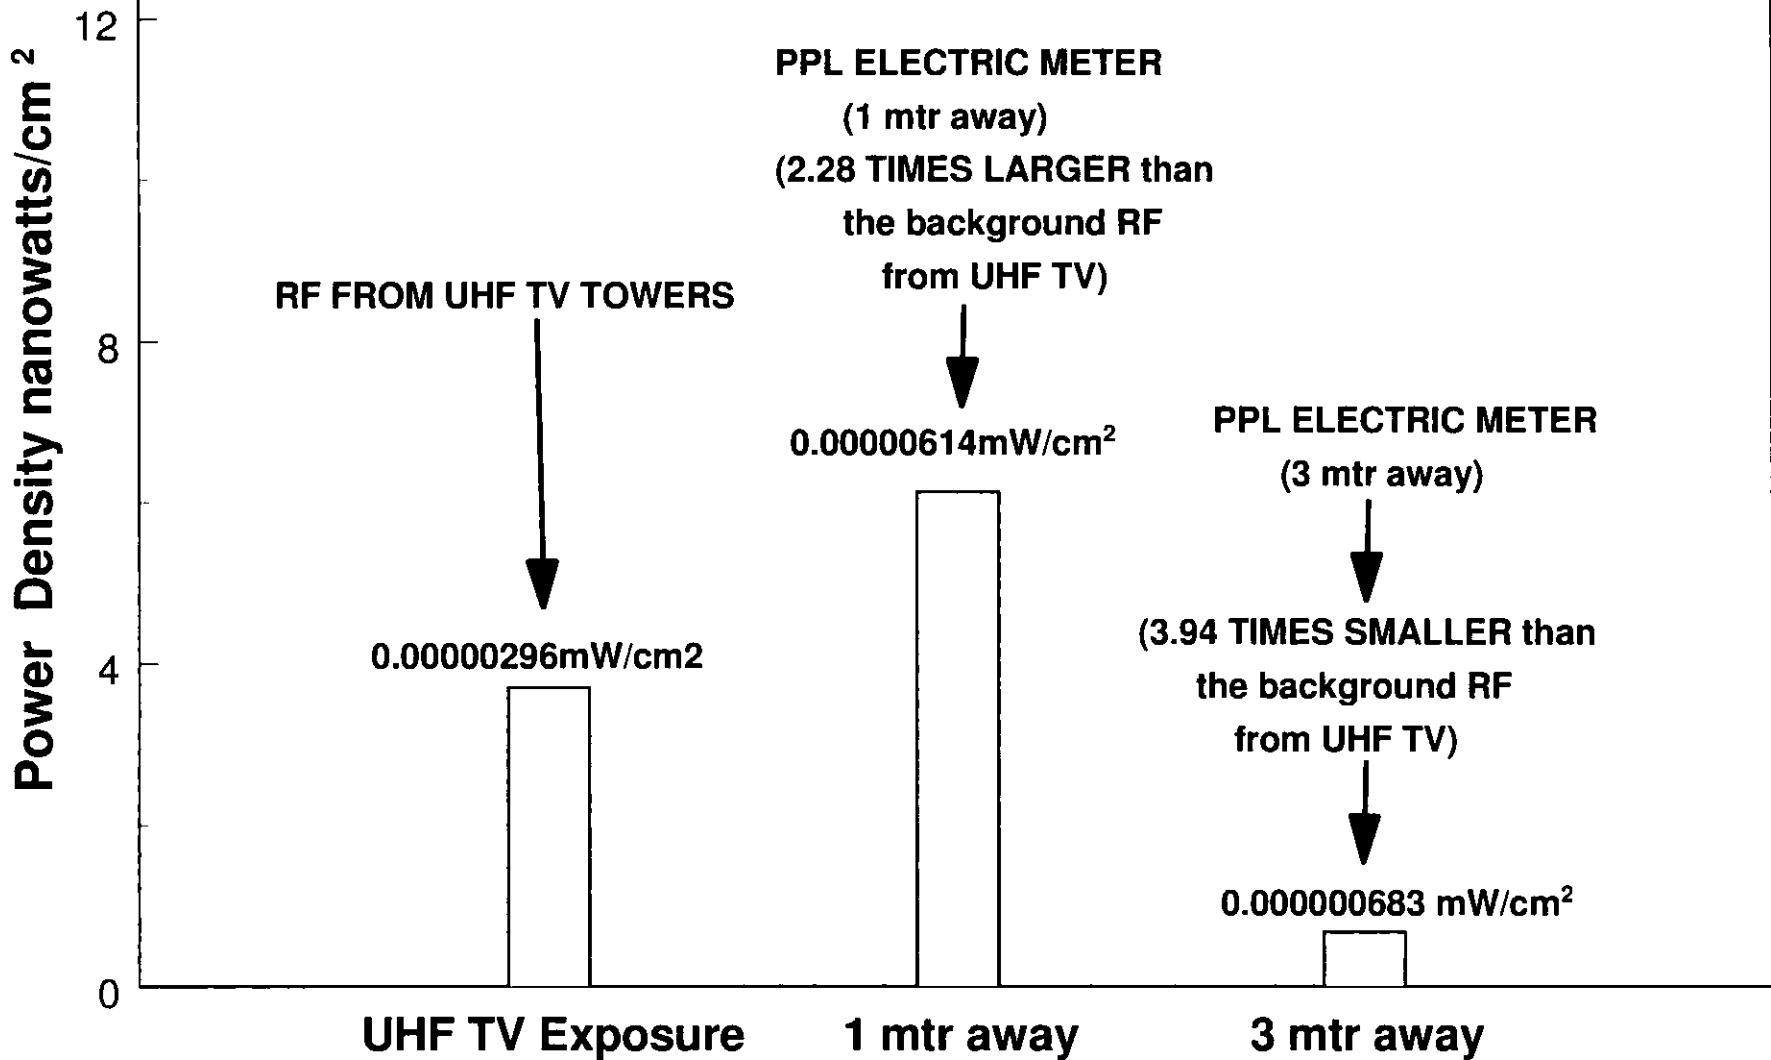 Power Density nanowatts/cm 2
12
8
4
0
RF FROM UHF TV TOWERS
0.00000296mW/cm2
PPL ELECTRIC METER
(1 mtr away)
(2.28 TIMES LARGER than
the background RF
from UHF TV)
0.00000614mW/cm²
PPL ELECTRIC METER
(3 mtr away)
(3.94 TIMES SMALLER than
the background RF
from UHF TV)
0.000000683 mW/cm²
UHF TV Exposure
1 mtr away
3 mtr away